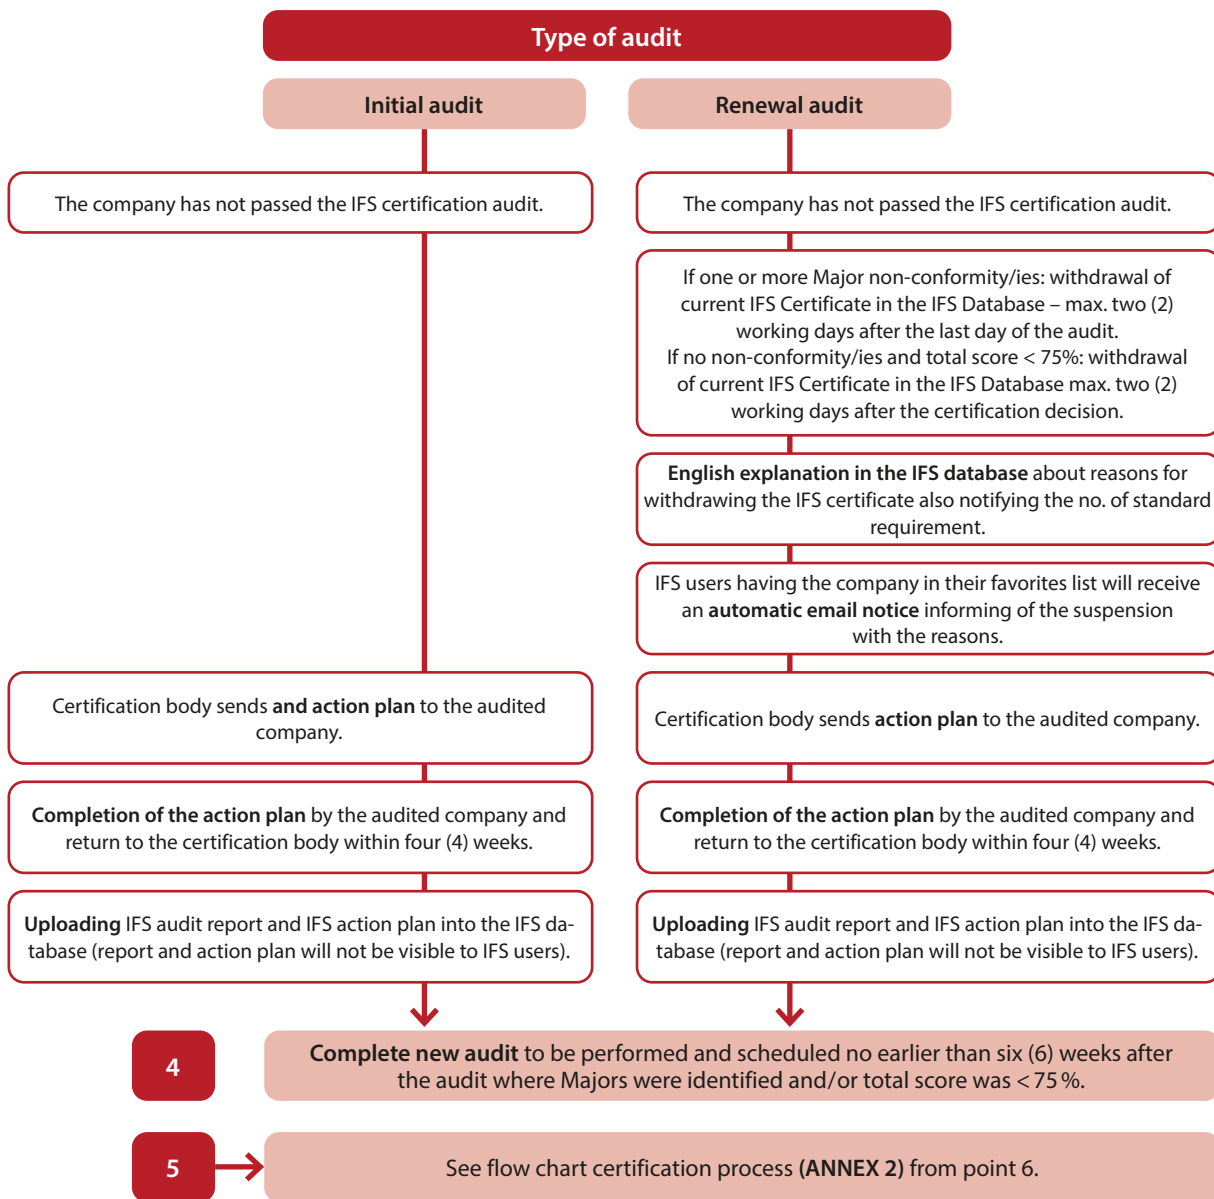 Type of audit
Initial audit
Renewal audit
The company has not passed the IFS certification audit.
The company has not passed the IFS certification audit.
If one or more Major non-conformity/ies: withdrawal of
current IFS Certificate in the IFS Database – max. two (2)
working days after the last day of the audit.
If no non-conformity/ies and total score < 75%: withdrawal
of current IFS Certificate in the IFS Database max. two (2)
working days after the certification decision.
English explanation in the IFS database about reasons for
withdrawing the IFS certificate also notifying the no. of standard
requirement.
IFS users having the company in their favorites list will receive
an automatic email notice informing of the suspension
with the reasons.
Certification body sends and action plan to the audited
company.
Certification body sends action plan to the audited company.
Completion of the action plan by the audited company and
return to the certification body within four (4) weeks.
Completion of the action plan by the audited company and
return to the certification body within four (4) weeks.
Uploading IFS audit report and IFS action plan into the IFS da-
tabase (report and action plan will not be visible to IFS users).
Uploading IFS audit report and IFS action plan into the IFS da-
tabase (report and action plan will not be visible to IFS users).
4
Complete new audit to be performed and scheduled no earlier than six (6) weeks after
the audit where Majors were identified and/or total score was < 75 %.
5
See flow chart certification process (ANNEX 2) from point 6.